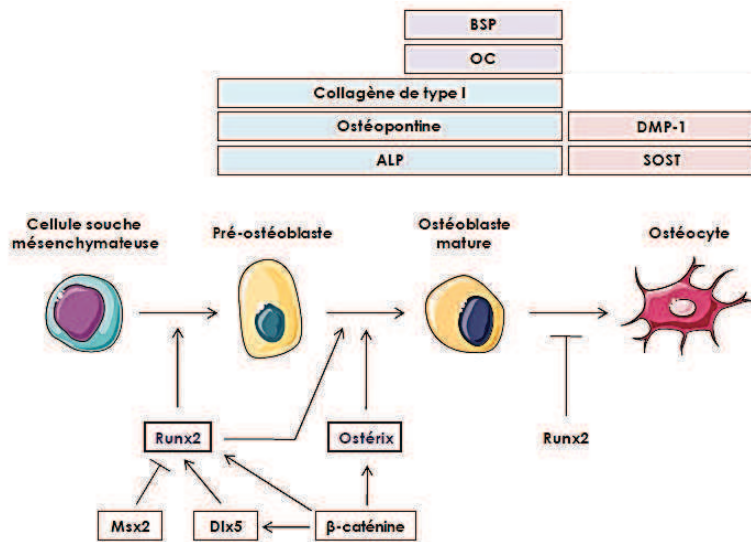 BSP
OC
Collagène de type I
Ostéopontine
DMP-1
ALP
SOST
Cellule souche
mésenchymateuse
Pré-ostéoblaste
Ostéoblaste
mature
Ostéocyte
Runx2
Ostérix
Runx2
Msx2
Dlx5
β-caténine